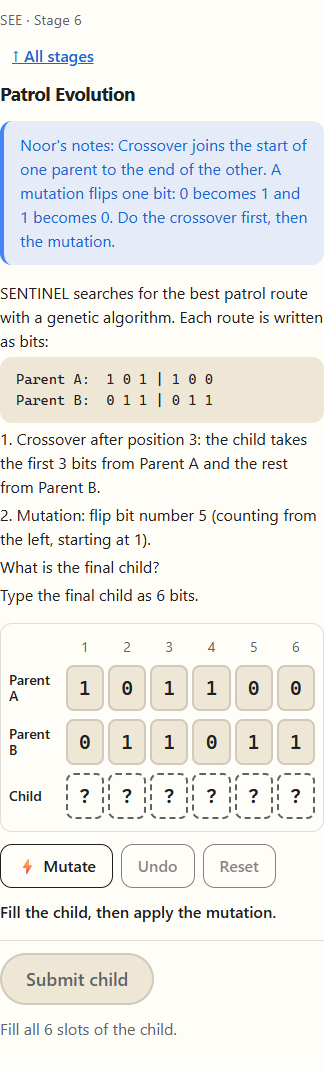 SEE · Stage 6
↑ All stages
Patrol Evolution
Noor's notes: Crossover joins the start of
one parent to the end of the other. A
mutation flips one bit: 0 becomes 1 and
1 becomes 0. Do the crossover first, then
the mutation.
SENTINEL searches for the best patrol route
with a genetic algorithm. Each route is written
as bits:
Parent A:  1 0 1 | 1 0 0
Parent B:  0 1 1 | 0 1 1
1. Crossover after position 3: the child takes
the first 3 bits from Parent A and the rest
from Parent B.
2. Mutation: flip bit number 5 (counting from
the left, starting at 1).
What is the final child?
Type the final child as 6 bits.
1 2 3 4 5 6
Parent A 1 0 1 1 0 0
Parent B 0 1 1 0 1 1
Child ? ? ? ? ? ?
Mutate Undo Reset
Fill the child, then apply the mutation.
Submit child
Fill all 6 slots of the child.